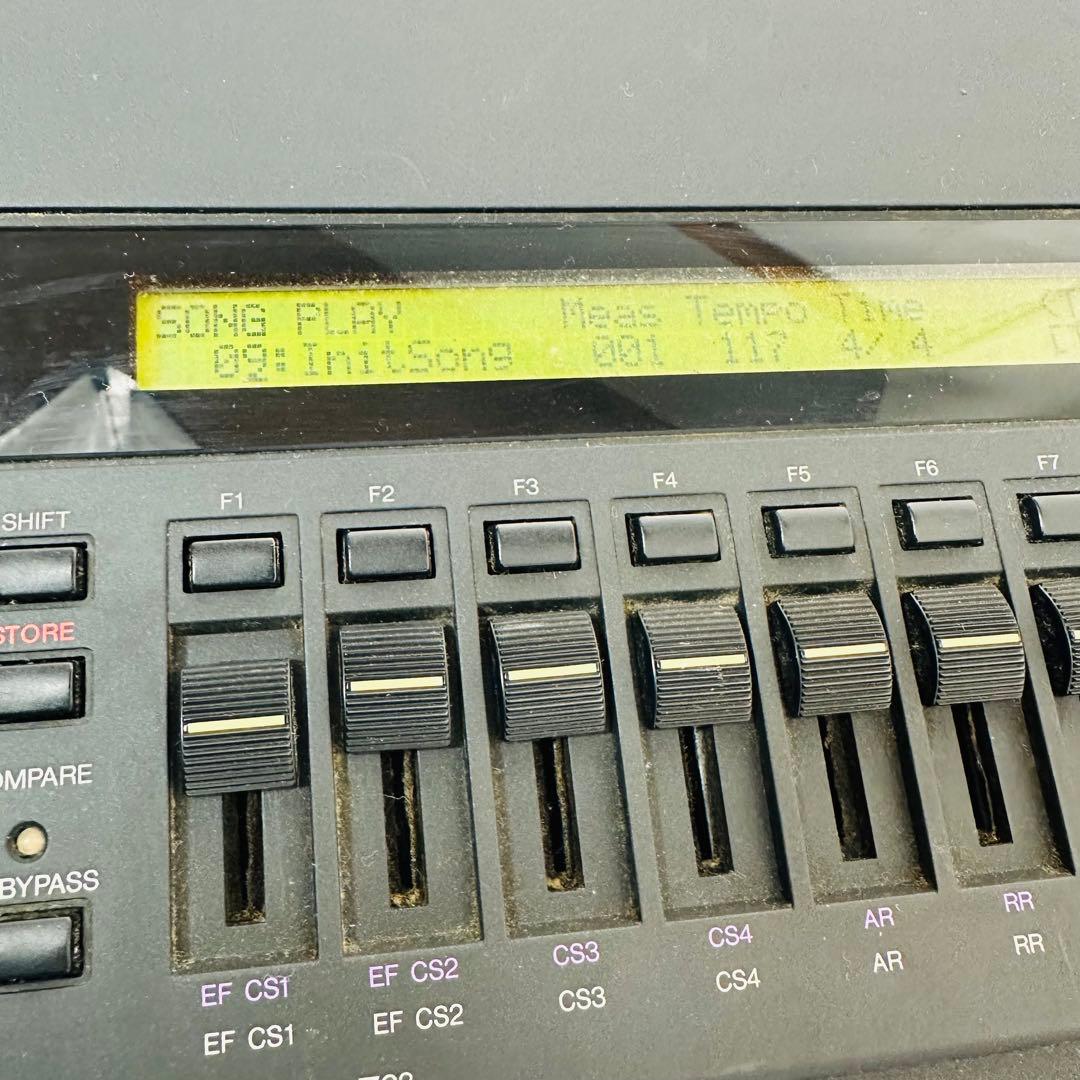 SONG PLAY Meas Tempo Time
09:InitSong 001 117 4/4
F1 F2 F3 F4 F5 F6 F7
SHIFT
STORE
OMPARE
BYPASS
EF CS1 EF CS2 CS3 CS4 AR RR
EF CS1 EF CS2 CS3 CS4 AR RR